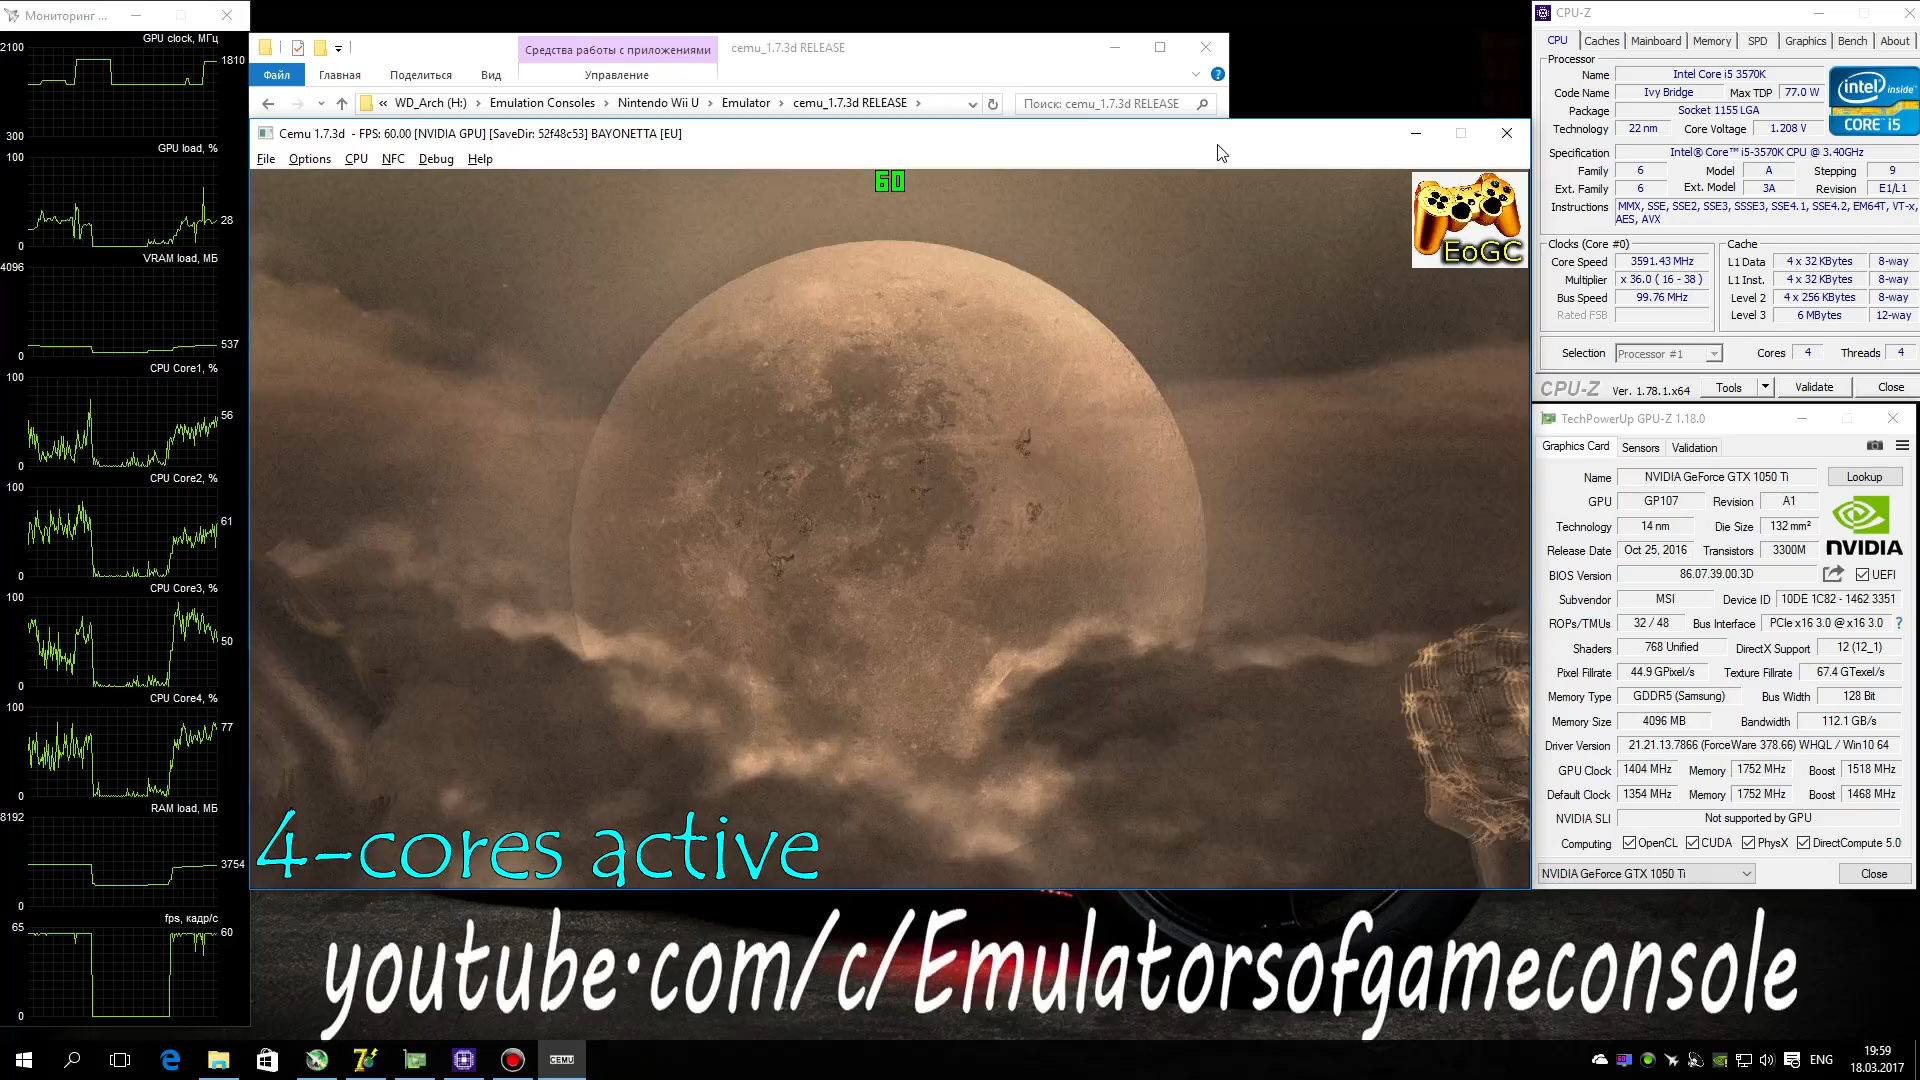 Мониторинг ...
GPU clock, МГц
2100
1810
300
GPU load, %
100
28
0
VRAM load, МБ
4096
537
0
CPU Core1, %
100
56
0
CPU Core2, %
100
61
0
CPU Core3, %
100
50
0
CPU Core4, %
100
77
0
RAM load, МБ
8192
3754
0
fps, кадр/с
65
60
0
Средства работы с приложениями
cemu_1.7.3d RELEASE
Файл Главная Поделиться Вид Управление
« WD_Arch (H:) Emulation Consoles Nintendo Wii U Emulator cemu_1.7.3d RELEASE
Поиск: cemu_1.7.3d RELEASE
Cemu 1.7.3d - FPS: 60.00 [NVIDIA GPU] [SaveDir: 52f48c53] BAYONETTA [EU]
File Options CPU NFC Debug Help
60
EoGC
4-cores active
youtube.com/c/Emulatorsofgameconsole
CPU-Z
CPU Caches Mainboard Memory SPD Graphics Bench About
Processor
Name Intel Core i5 3570K
Code Name Ivy Bridge Max TDP 77.0 W
Package Socket 1155 LGA
Technology 22 nm Core Voltage 1.208 V
intel inside™
CORE i5
Specification Intel® Core™ i5-3570K CPU @ 3.40GHz
Family 6 Model A Stepping 9
Ext. Family 6 Ext. Model 3A Revision E1/L1
Instructions MMX, SSE, SSE2, SSE3, SSSE3, SSE4.1, SSE4.2, EM64T, VT-x,
AES, AVX
Clocks (Core #0) Cache
Core Speed 3591.43 MHz L1 Data 4 x 32 KBytes 8-way
Multiplier x 36.0 ( 16 - 38 ) L1 Inst. 4 x 32 KBytes 8-way
Bus Speed 99.76 MHz Level 2 4 x 256 KBytes 8-way
Rated FSB Level 3 6 MBytes 12-way
Selection Processor #1 Cores 4 Threads 4
CPU-Z Ver. 1.78.1.x64 Tools Validate Close
TechPowerUp GPU-Z 1.18.0
Graphics Card Sensors Validation
Name NVIDIA GeForce GTX 1050 Ti Lookup
GPU GP107 Revision A1
Technology 14 nm Die Size 132 mm²
Release Date Oct 25, 2016 Transistors 3300M
NVIDIA
BIOS Version 86.07.39.00.3D UEFI
Subvendor MSI Device ID 10DE 1C82 - 1462 3351
ROPs/TMUs 32 / 48 Bus Interface PCIe x16 3.0 @ x16 3.0 ?
Shaders 768 Unified DirectX Support 12 (12_1)
Pixel Fillrate 44.9 GPixel/s Texture Fillrate 67.4 GTexel/s
Memory Type GDDR5 (Samsung) Bus Width 128 Bit
Memory Size 4096 MB Bandwidth 112.1 GB/s
Driver Version 21.21.13.7866 (ForceWare 378.66) WHQL / Win10 64
GPU Clock 1404 MHz Memory 1752 MHz Boost 1518 MHz
Default Clock 1354 MHz Memory 1752 MHz Boost 1468 MHz
NVIDIA SLI Not supported by GPU
Computing OpenCL CUDA PhysX DirectCompute 5.0
NVIDIA GeForce GTX 1050 Ti Close
CEMU
ENG
19:59
18.03.2017